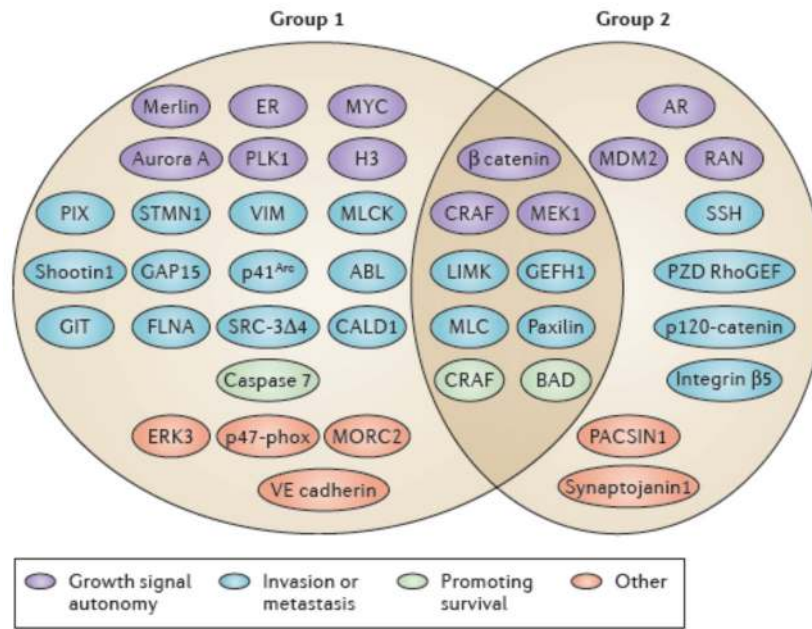 Group 1 Group 2
Merlin ER MYC AR
Aurora A PLK1 H3 β catenin MDM2 RAN
PIX STMN1 VIM MLCK CRAF MEK1 SSH
Shootin1 GAP15 p41Arc ABL LIMK GEFH1 PZD RhoGEF
GIT FLNA SRC-3Δ4 CALD1 MLC Paxilin p120-catenin
Caspase 7 CRAF BAD Integrin β5
ERK3 p47-phox MORC2 PACSIN1
VE cadherin Synaptojanin1
Growth signal Invasion or Promoting Other
autonomy metastasis survival